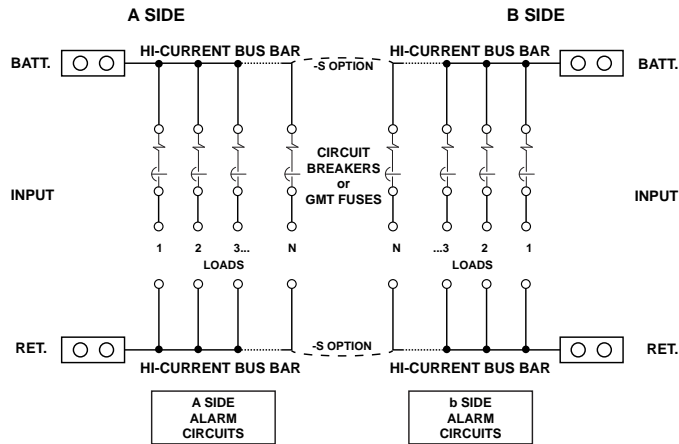 A SIDE
B SIDE
HI-CURRENT BUS BAR
HI-CURRENT BUS BAR
BATT.
-S OPTION
BATT.
CIRCUIT
BREAKERS
or
GMT FUSES
INPUT
INPUT
1 2 3... N
N ...3 2 1
LOADS
LOADS
RET.
-S OPTION
RET.
HI-CURRENT BUS BAR
HI-CURRENT BUS BAR
A SIDE
ALARM
CIRCUITS
b SIDE
ALARM
CIRCUITS